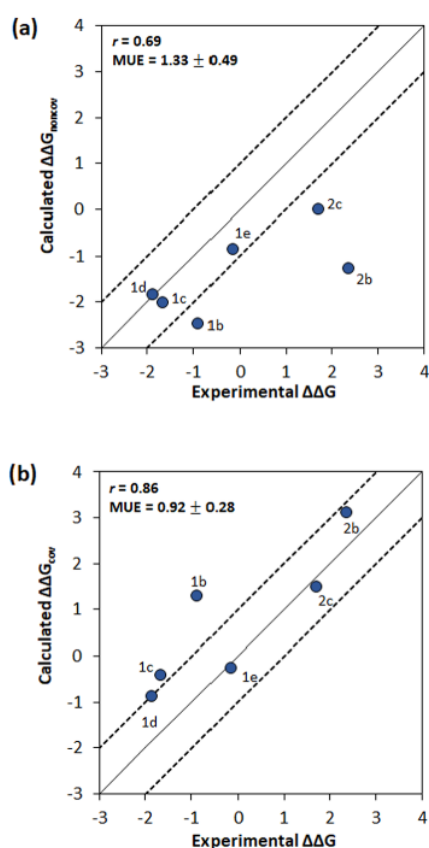 (a)
r = 0.69
MUE = 1.33 ± 0.49
Calculated ΔΔGnoncov
4
3
2
1
0
-1
-2
-3
2c
1e
2b
1d
1c
1b
-3 -2 -1 0 1 2 3 4
Experimental ΔΔG
(b)
r = 0.86
MUE = 0.92 ± 0.28
Calculated ΔΔGcov
4
3
2
1
0
-1
-2
-3
2b
1b
2c
1c
1e
1d
-3 -2 -1 0 1 2 3 4
Experimental ΔΔG